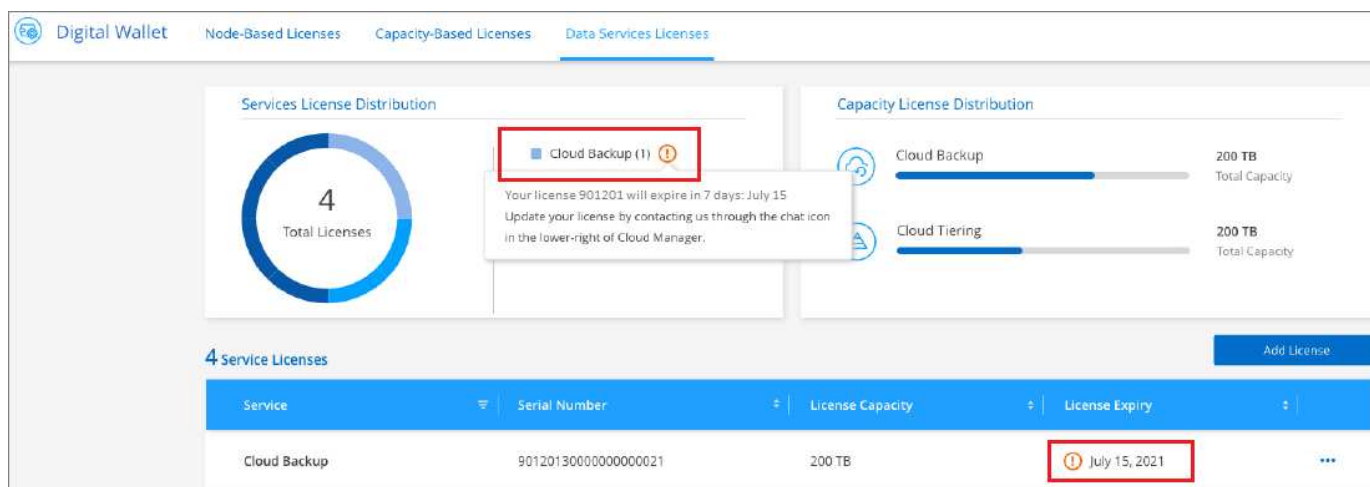 Digital Wallet
Node-Based Licenses
Capacity-Based Licenses
Data Services Licenses
Services License Distribution
4
Total Licenses
Cloud Backup (1)
Your license 901201 will expire in 7 days: July 15
Update your license by contacting us through the chat icon
in the lower-right of Cloud Manager.
Capacity License Distribution
Cloud Backup
200 TB
Total Capacity
Cloud Tiering
200 TB
Total Capacity
4 Service Licenses
Add License
Service
Serial Number
License Capacity
License Expiry
Cloud Backup
90120130000000000021
200 TB
July 15, 2021